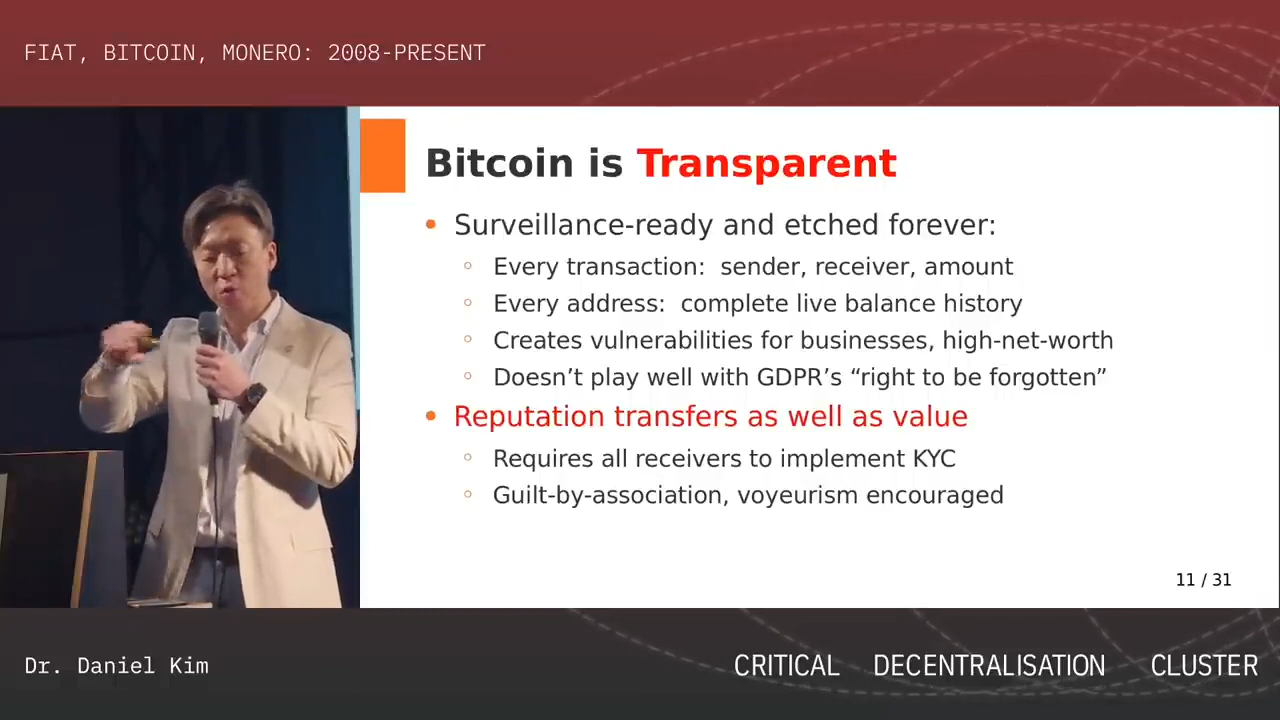 FIAT, BITCOIN, MONERO: 2008-PRESENT
Bitcoin is Transparent
• Surveillance-ready and etched forever:
◦ Every transaction:  sender, receiver, amount
◦ Every address:  complete live balance history
◦ Creates vulnerabilities for businesses, high-net-worth
◦ Doesn’t play well with GDPR’s “right to be forgotten”
• Reputation transfers as well as value
◦ Requires all receivers to implement KYC
◦ Guilt-by-association, voyeurism encouraged
11 / 31
Dr. Daniel Kim
CRITICAL DECENTRALISATION CLUSTER